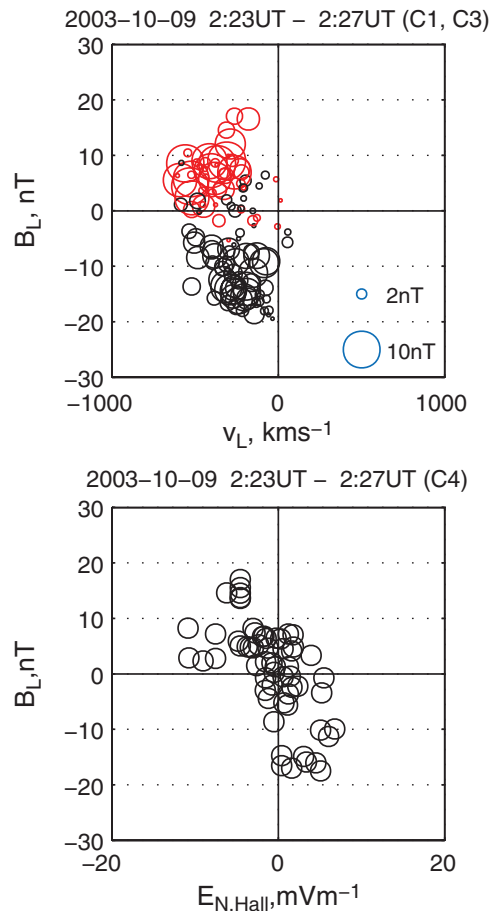 2003–10–09 2:23UT – 2:27UT (C1, C3)
30
20
10
0
−10
−20
−30
B_L, nT
2nT
10nT
−1000
0
1000
v_L, kms⁻¹
2003–10–09 2:23UT – 2:27UT (C4)
30
20
10
0
−10
−20
−30
B_L,nT
−20
0
20
E_N,Hall,mVm⁻¹